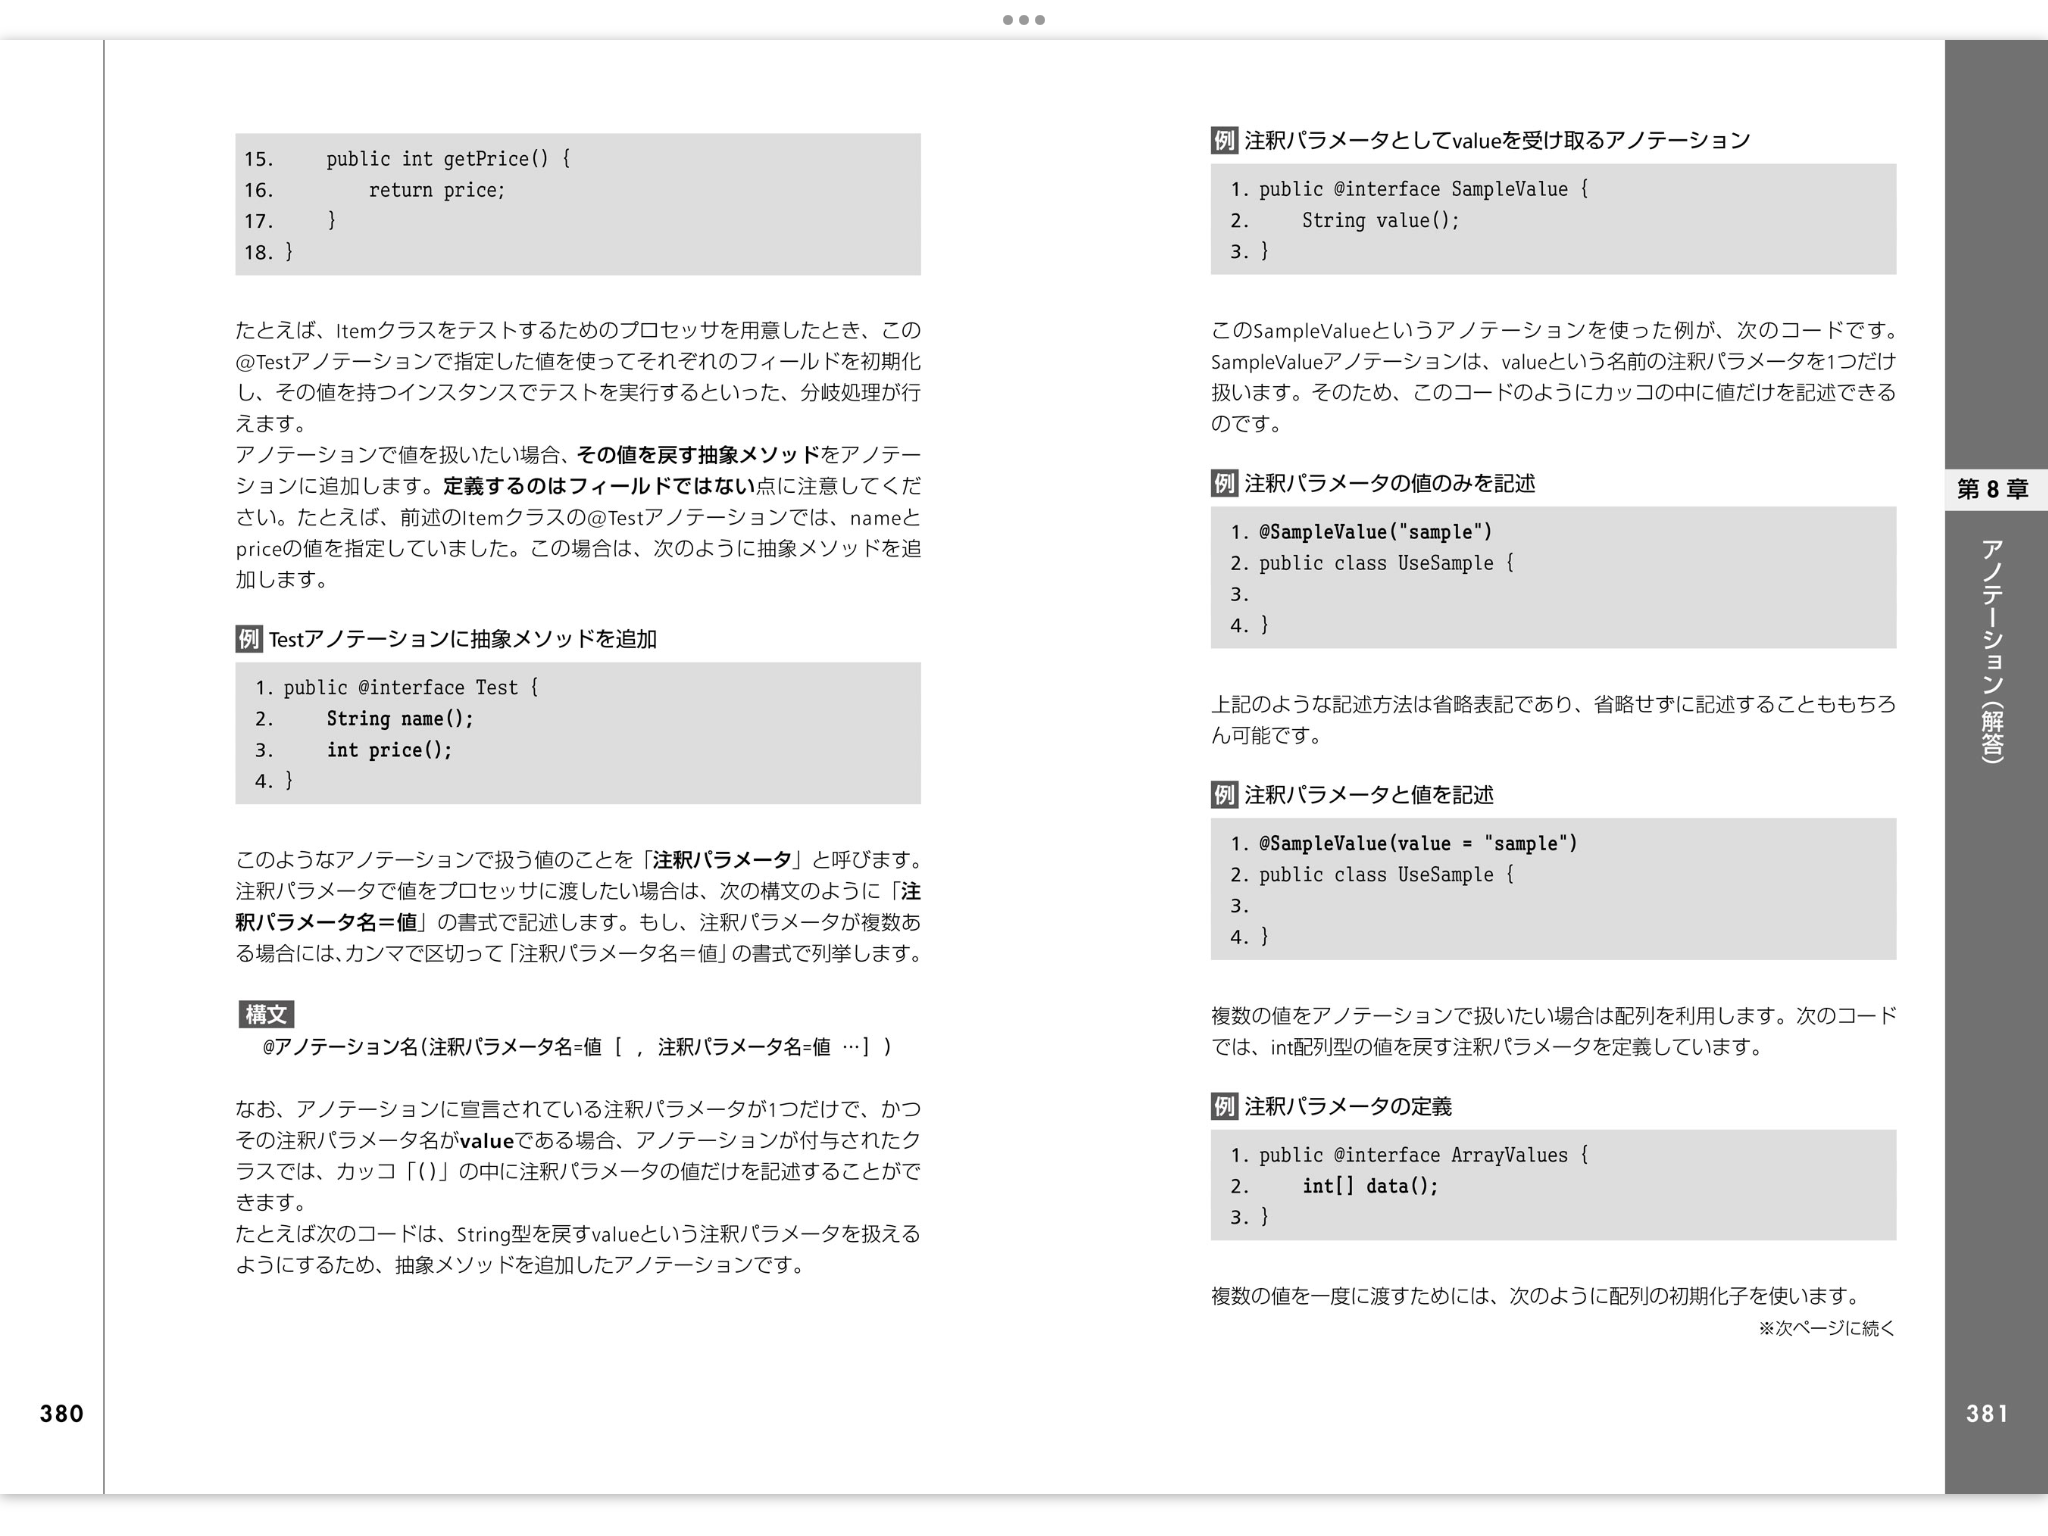 15.     public int getPrice() {
16.         return price;
17.     }
18. }
たとえば、Itemクラスをテストするためのプロセッサを用意したとき、この
@Testアノテーションで指定した値を使ってそれぞれのフィールドを初期化
し、その値を持つインスタンスでテストを実行するといった、分岐処理が行
えます。
アノテーションで値を扱いたい場合、その値を戻す抽象メソッドをアノテー
ションに追加します。定義するのはフィールドではない点に注意してくだ
さい。たとえば、前述のItemクラスの@Testアノテーションでは、nameと
priceの値を指定していました。この場合は、次のように抽象メソッドを追
加します。
例 Testアノテーションに抽象メソッドを追加
1. public @interface Test {
2.     String name();
3.     int price();
4. }
このようなアノテーションで扱う値のことを「注釈パラメータ」と呼びます。
注釈パラメータで値をプロセッサに渡したい場合は、次の構文のように「注
釈パラメータ名＝値」の書式で記述します。もし、注釈パラメータが複数あ
る場合には、カンマで区切って「注釈パラメータ名＝値」の書式で列挙します。
構文
@アノテーション名(注釈パラメータ名=値 [ , 注釈パラメータ名=値 …] )
なお、アノテーションに宣言されている注釈パラメータが1つだけで、かつ
その注釈パラメータ名がvalueである場合、アノテーションが付与されたク
ラスでは、カッコ「()」の中に注釈パラメータの値だけを記述することがで
きます。
たとえば次のコードは、String型を戻すvalueという注釈パラメータを扱える
ようにするため、抽象メソッドを追加したアノテーションです。
380
例 注釈パラメータとしてvalueを受け取るアノテーション
1. public @interface SampleValue {
2.     String value();
3. }
このSampleValueというアノテーションを使った例が、次のコードです。
SampleValueアノテーションは、valueという名前の注釈パラメータを1つだけ
扱います。そのため、このコードのようにカッコの中に値だけを記述できる
のです。
例 注釈パラメータの値のみを記述
1. @SampleValue("sample")
2. public class UseSample {
3.
4. }
上記のような記述方法は省略表記であり、省略せずに記述することももちろ
ん可能です。
例 注釈パラメータと値を記述
1. @SampleValue(value = "sample")
2. public class UseSample {
3.
4. }
複数の値をアノテーションで扱いたい場合は配列を利用します。次のコード
では、int配列型の値を戻す注釈パラメータを定義しています。
例 注釈パラメータの定義
1. public @interface ArrayValues {
2.     int[] data();
3. }
複数の値を一度に渡すためには、次のように配列の初期化子を使います。
※次ページに続く
第8章
アノテーション（解答）
381